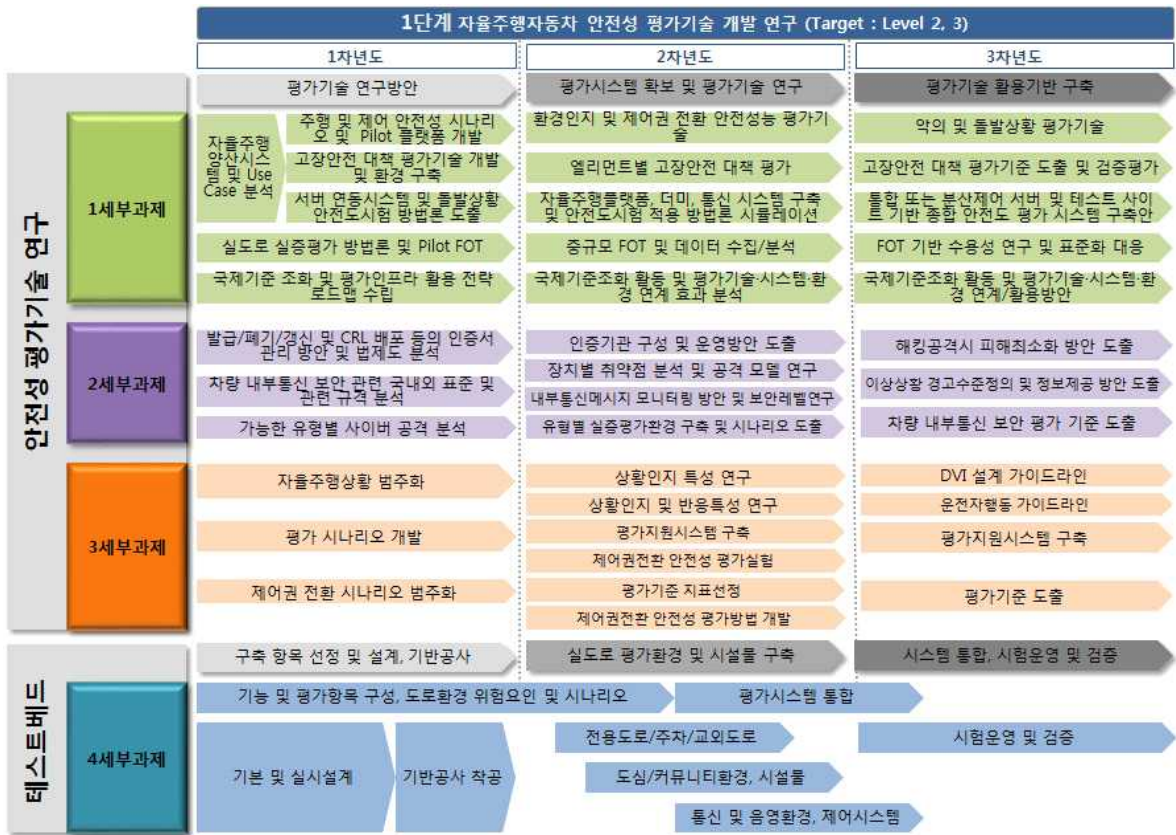 1단계 자율주행자동차 안전성 평가기술 개발 연구 (Target : Level 2, 3)
1차년도
2차년도
3차년도
안전성 평가기술 연구
평가기술 연구방안
평가시스템 확보 및 평가기술 연구
평가기술 활용기반 구축
1세부과제
자율주행
양산시스
템 및 Use
Case 분석
주행 및 제어 안전성 시나리
오 및 Pilot 플랫폼 개발
고장안전 대책 평가기술 개발
및 환경 구축
서버 연동시스템 및 돌발상황
안전도시험 방법론 도출
실도로 실증평가 방법론 및 Pilot FOT
국제기준 조화 및 평가인프라 활용 전략
로드맵 수립
환경인지 및 제어권 전환 안전성능 평가기
술
엘리먼트별 고장안전 대책 평가
자율주행플랫폼, 더미, 통신 시스템 구축
및 안전도시험 적용 방법론 시뮬레이션
중규모 FOT 및 데이터 수집/분석
국제기준조화 활동 및 평가기술·시스템·환
경 연계 효과 분석
악의 및 돌발상황 평가기술
고장안전 대책 평가기준 도출 및 검증평가
통합 또는 분산제어 서버 및 테스트 사이
트 기반 종합 안전도 평가 시스템 구축안
FOT 기반 수용성 연구 및 표준화 대응
국제기준조화 활동 및 평가기술·시스템·환
경 연계/활용방안
2세부과제
발급/폐기/갱신 및 CRL 배포 등의 인증서
관리 방안 및 법제도 분석
차량 내부통신 보안 관련 국내외 표준 및
관련 규격 분석
가능한 유형별 사이버 공격 분석
인증기관 구성 및 운영방안 도출
장치별 취약점 분석 및 공격 모델 연구
내부통신메시지 모니터링 방안 및 보안레벨연구
유형별 실증평가환경 구축 및 시나리오 도출
해킹공격시 피해최소화 방안 도출
이상상황 경고수준정의 및 정보제공 방안 도출
차량 내부통신 보안 평가 기준 도출
3세부과제
자율주행상황 범주화
평가 시나리오 개발
제어권 전환 시나리오 범주화
상황인지 특성 연구
상황인지 및 반응특성 연구
평가지원시스템 구축
제어권전환 안전성 평가실험
평가기준 지표선정
제어권전환 안전성 평가방법 개발
DVI 설계 가이드라인
운전자행동 가이드라인
평가지원시스템 구축
평가기준 도출
테스트베드
구축 항목 선정 및 설계, 기반공사
실도로 평가환경 및 시설물 구축
시스템 통합, 시험운영 및 검증
4세부과제
기능 및 평가항목 구성, 도로환경 위험요인 및 시나리오
평가시스템 통합
기본 및 실시설계
기반공사 착공
전용도로/주차/교외도로
시험운영 및 검증
도심/커뮤니티환경, 시설물
통신 및 음영환경, 제어시스템